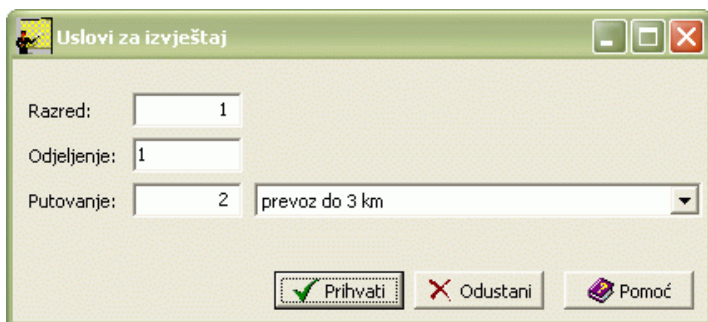 Uslovi za izvještaj
Razred: 1
Odjeljenje: 1
Putovanje: 2 prevoz do 3 km
Prihvati Odustani Pomoć